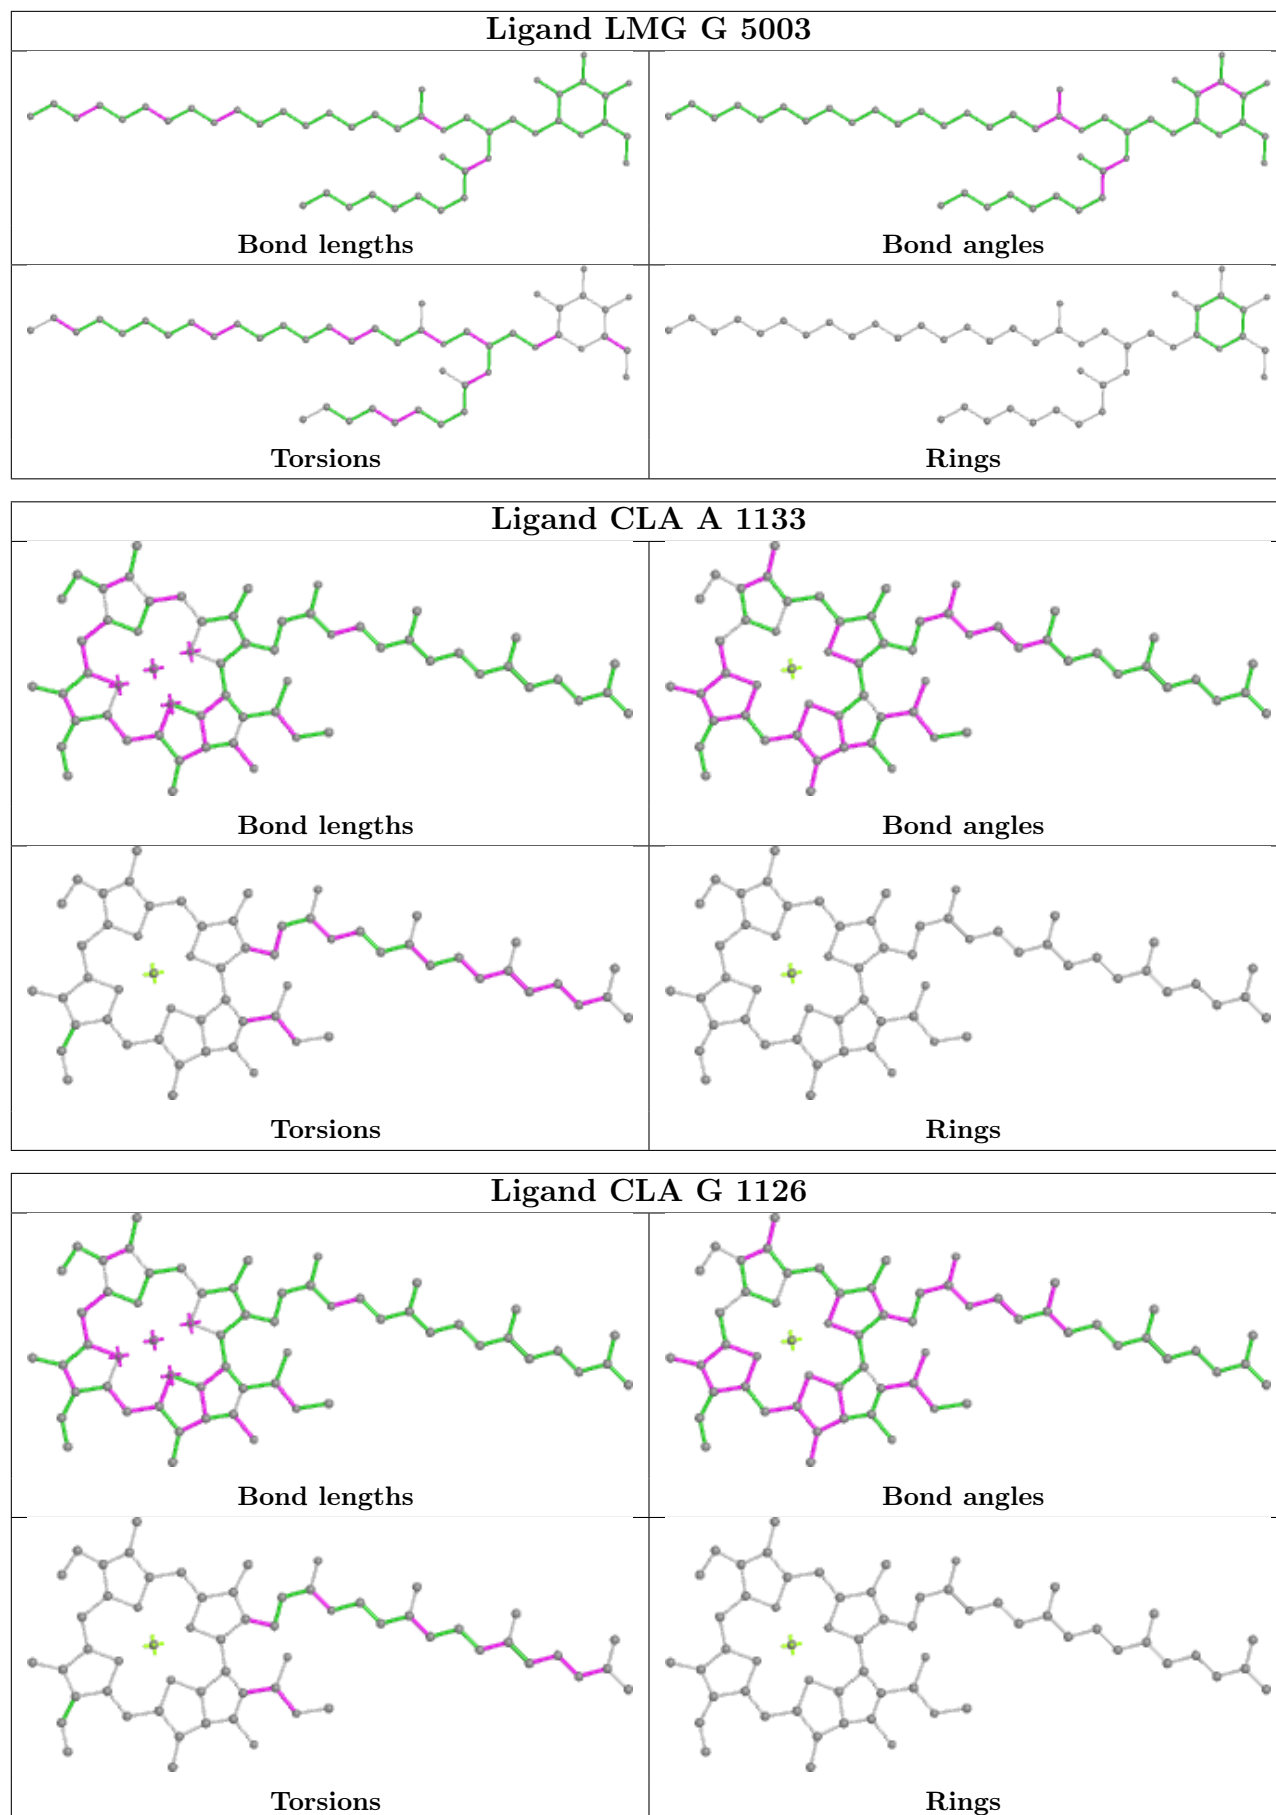 Ligand LMG G 5003
Bond lengths
Bond angles
Torsions
Rings
Ligand CLA A 1133
Bond lengths
Bond angles
Torsions
Rings
Ligand CLA G 1126
Bond lengths
Bond angles
Torsions
Rings